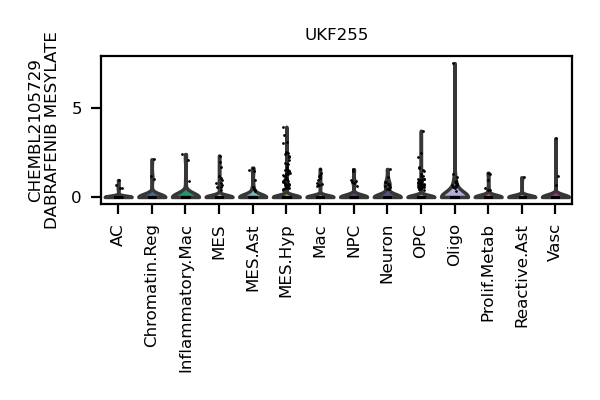 UKF255
CHEMBL2105729
DABRAFENIB MESYLATE
5
0
AC
Chromatin.Reg
Inflammatory.Mac
MES
MES.Ast
MES.Hyp
Mac
NPC
Neuron
OPC
Oligo
Prolif.Metab
Reactive.Ast
Vasc